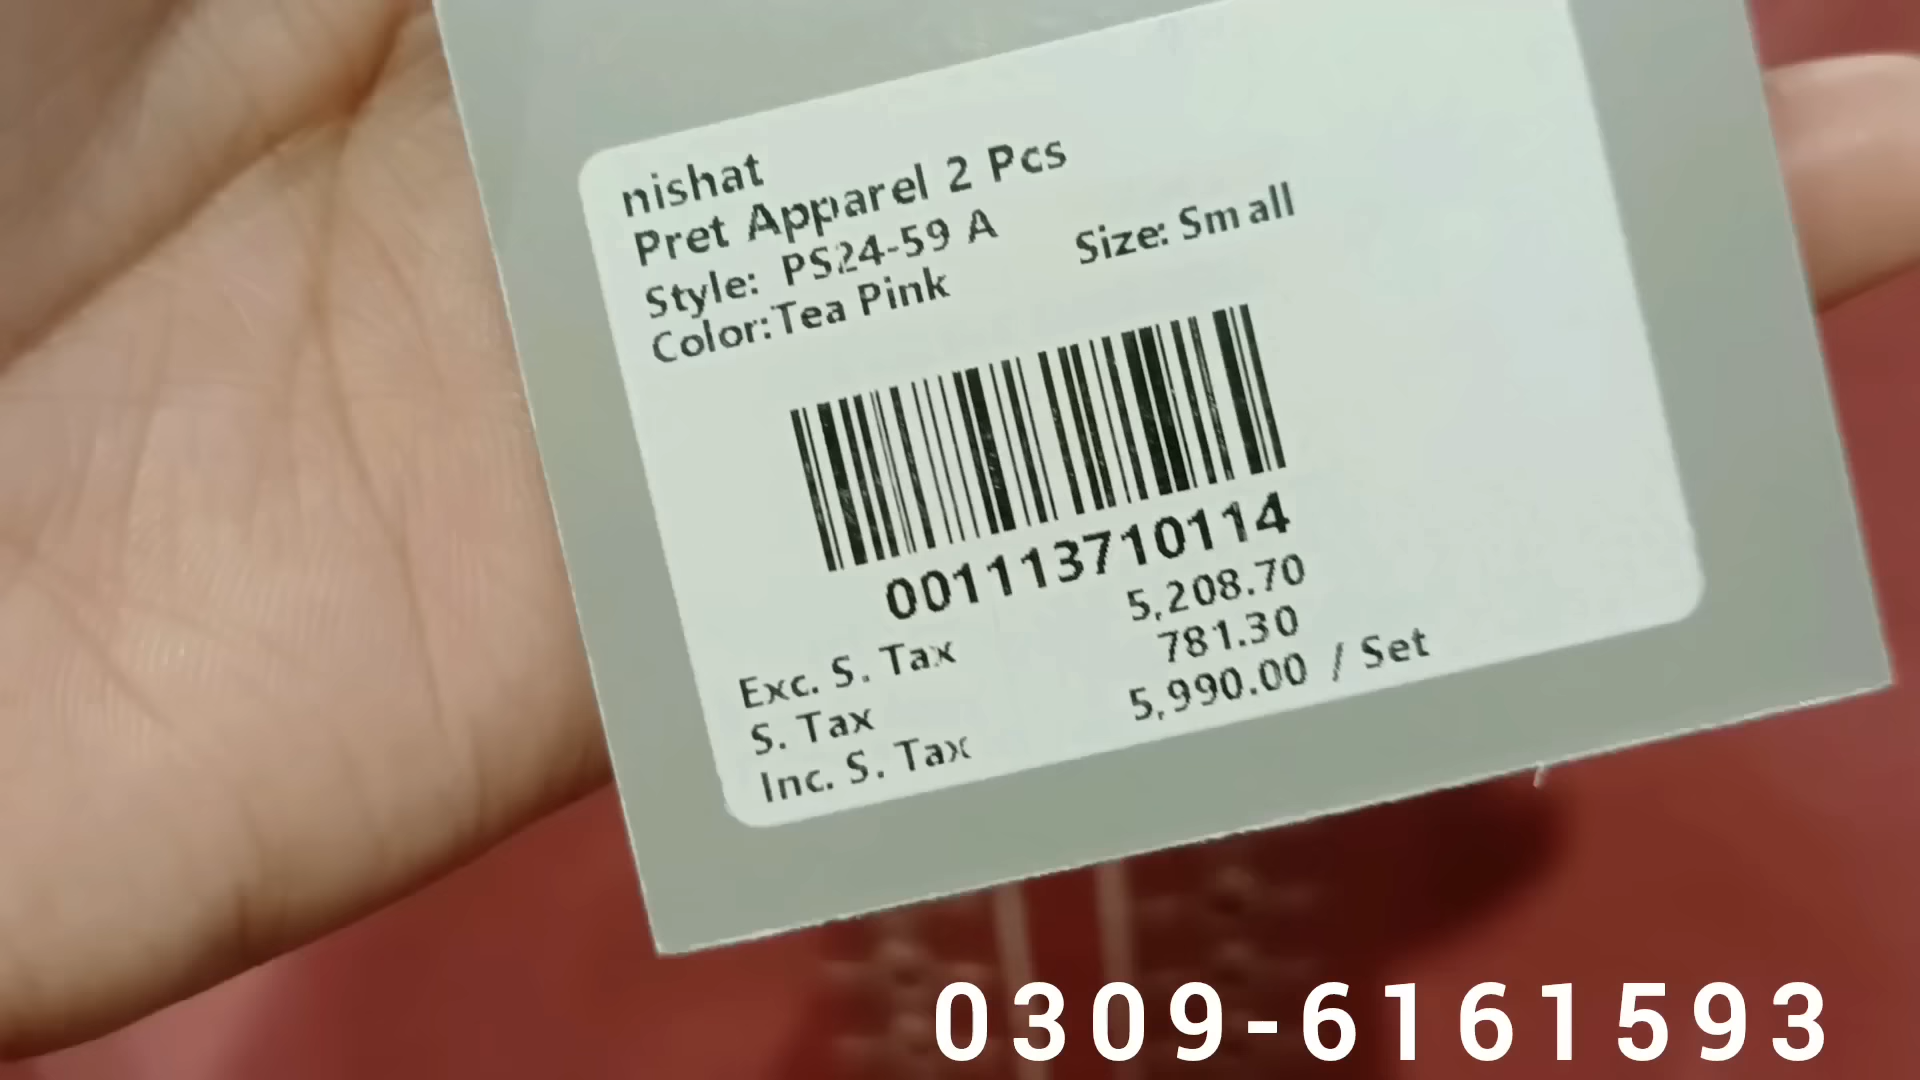 nishat
Pret Apparel 2 Pcs
Style: PS24-59 A Size: Small
Color: Tea Pink
001113710114
Exc. S. Tax 5,208.70
S. Tax 781.30
Inc. S. Tax 5,990.00 / Set
0309-6161593